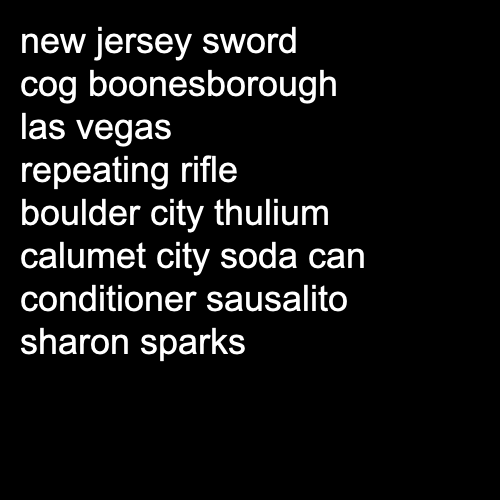 new jersey sword
cog boonesborough
las vegas
repeating rifle
boulder city thulium
calumet city soda can
conditioner sausalito
sharon sparks